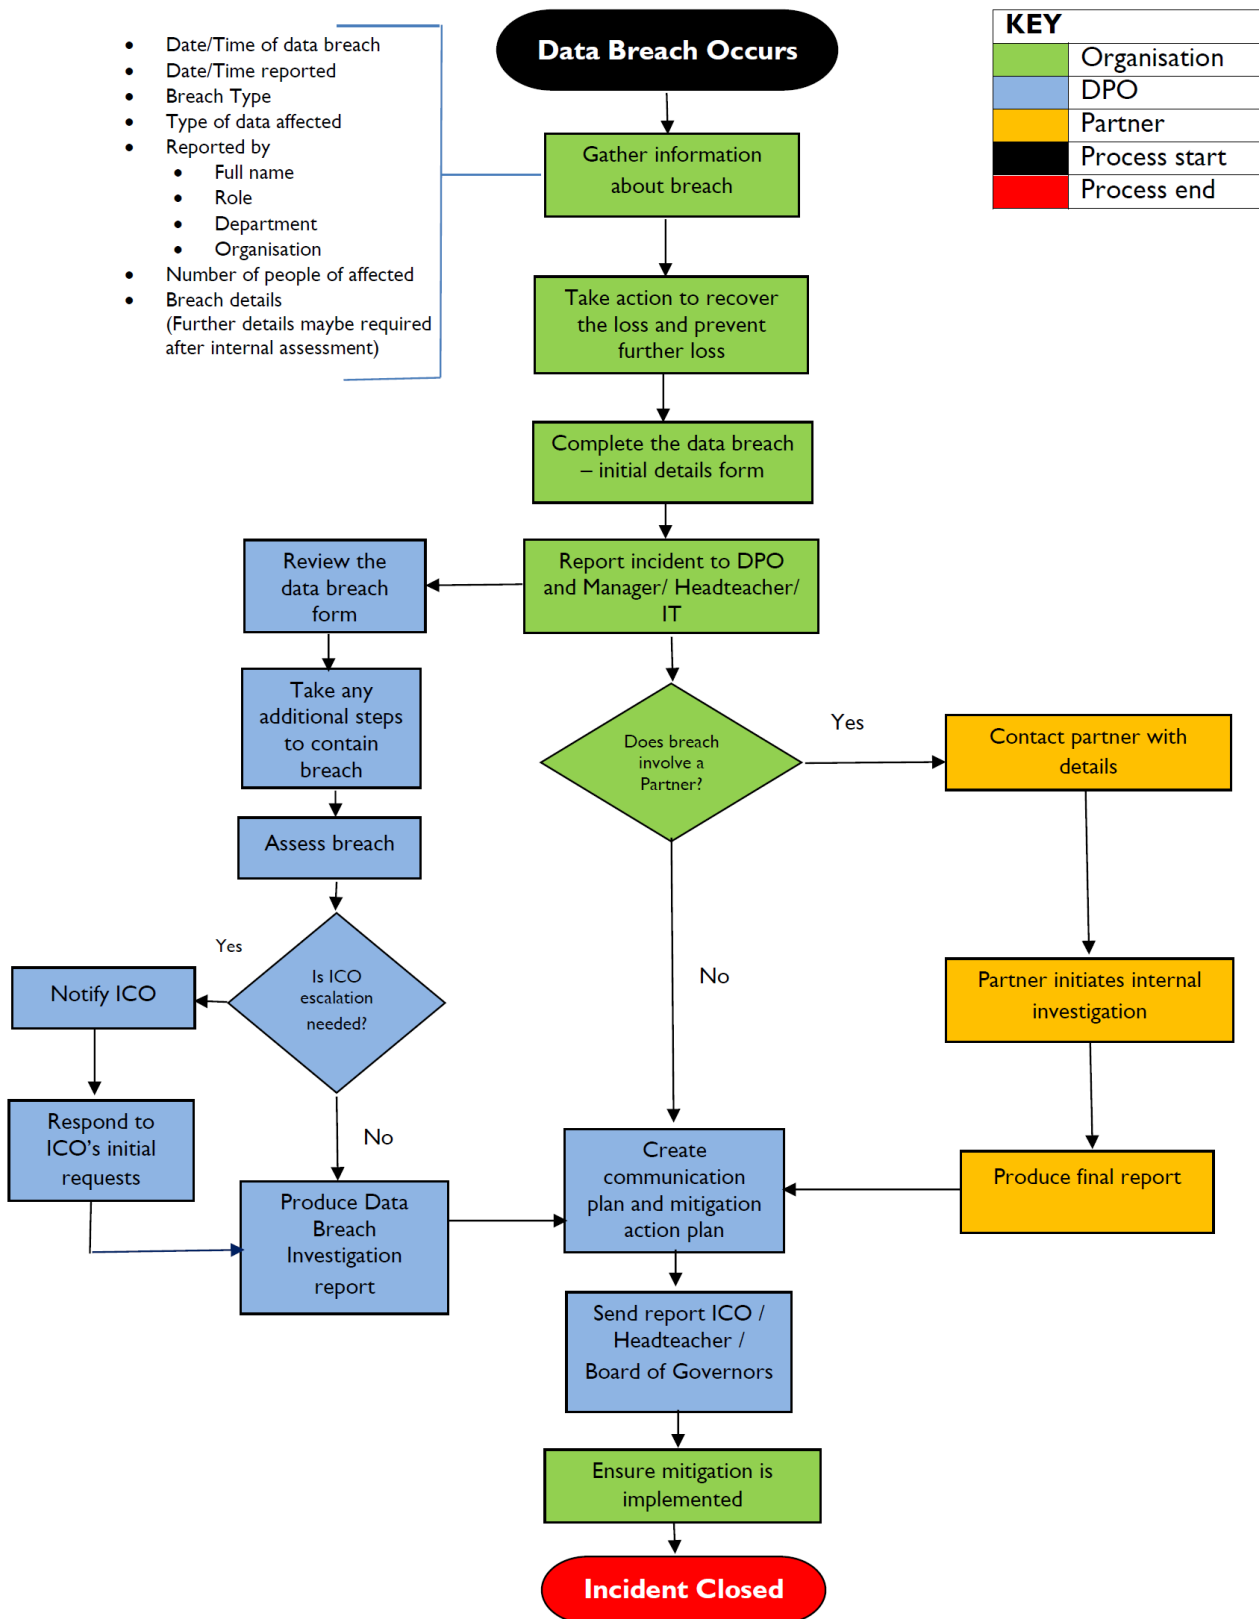 Data Breach Occurs
KEY
Organisation
DPO
Partner
Process start
Process end
• Date/Time of data breach
• Date/Time reported
• Breach Type
• Type of data affected
• Reported by
• Full name
• Role
• Department
• Organisation
• Number of people of affected
• Breach details
(Further details maybe required
after internal assessment)
Gather information
about breach
Take action to recover
the loss and prevent
further loss
Complete the data breach
– initial details form
Report incident to DPO
and Manager/ Headteacher/
IT
Review the
data breach
form
Take any
additional steps
to contain
breach
Assess breach
Is ICO
escalation
needed?
Yes
Notify ICO
Respond to
ICO's initial
requests
No
Produce Data
Breach
Investigation
report
Does breach
involve a
Partner?
Yes
Contact partner with
details
Partner initiates internal
investigation
Produce final report
No
Create
communication
plan and mitigation
action plan
Send report ICO /
Headteacher /
Board of Governors
Ensure mitigation is
implemented
Incident Closed